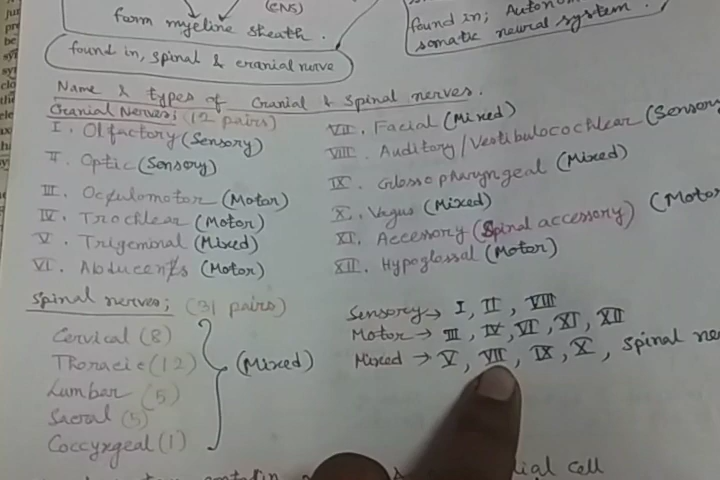 (CNS)
form myeline sheath.
found in, spinal & cranial nerve
found in; Autonom
somatic neural system.
Name & types of Cranial & Spinal nerves.
Cranial Nerves; (12 pairs)
I. Olfactory (Sensory)
II. Optic (Sensory)
III. Occulomotor (Motor)
IV. Trochlear (Motor)
V. Trigeminal (Mixed)
VI. Abducents (Motor)
VII. Facial (Mixed)
VIII. Auditory/Vestibulocochlear (Sensory
IX. Glossopharyngeal (Mixed)
X. Vagus (Mixed)
XI. Accessory (Spinal accessory) (Motor
XII. Hypoglossal (Motor)
Spinal nerves; (31 pairs)
Cervical (8)
Thoracic (12)
Lumbar (5)
Sacral (5)
Coccyxgeal (1)
(Mixed)
Sensory → I, II, VIII
Motor → III, IV, VI, XI, XII
Mixed → V, VII, IX, X, Spinal ne
cell